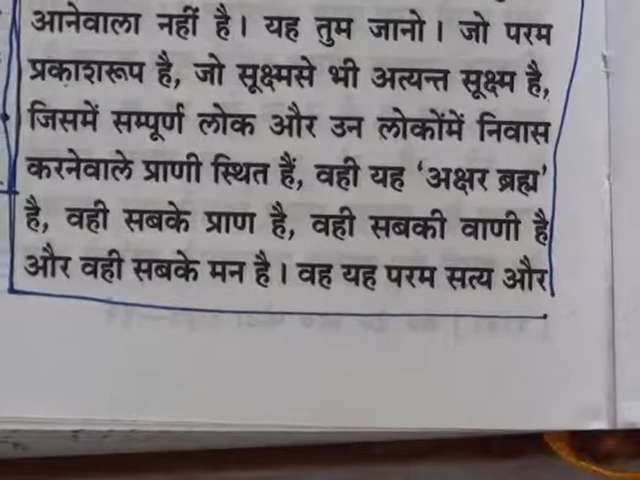 आनेवाला नहीं है। यह तुम जानो। जो परम
प्रकाशरूप है, जो सूक्ष्मसे भी अत्यन्त सूक्ष्म है,
जिसमें सम्पूर्ण लोक और उन लोकोंमें निवास
करनेवाले प्राणी स्थित हैं, वही यह ‘अक्षर ब्रह्म’
है, वही सबके प्राण है, वही सबकी वाणी है
और वही सबके मन है। वह यह परम सत्य और